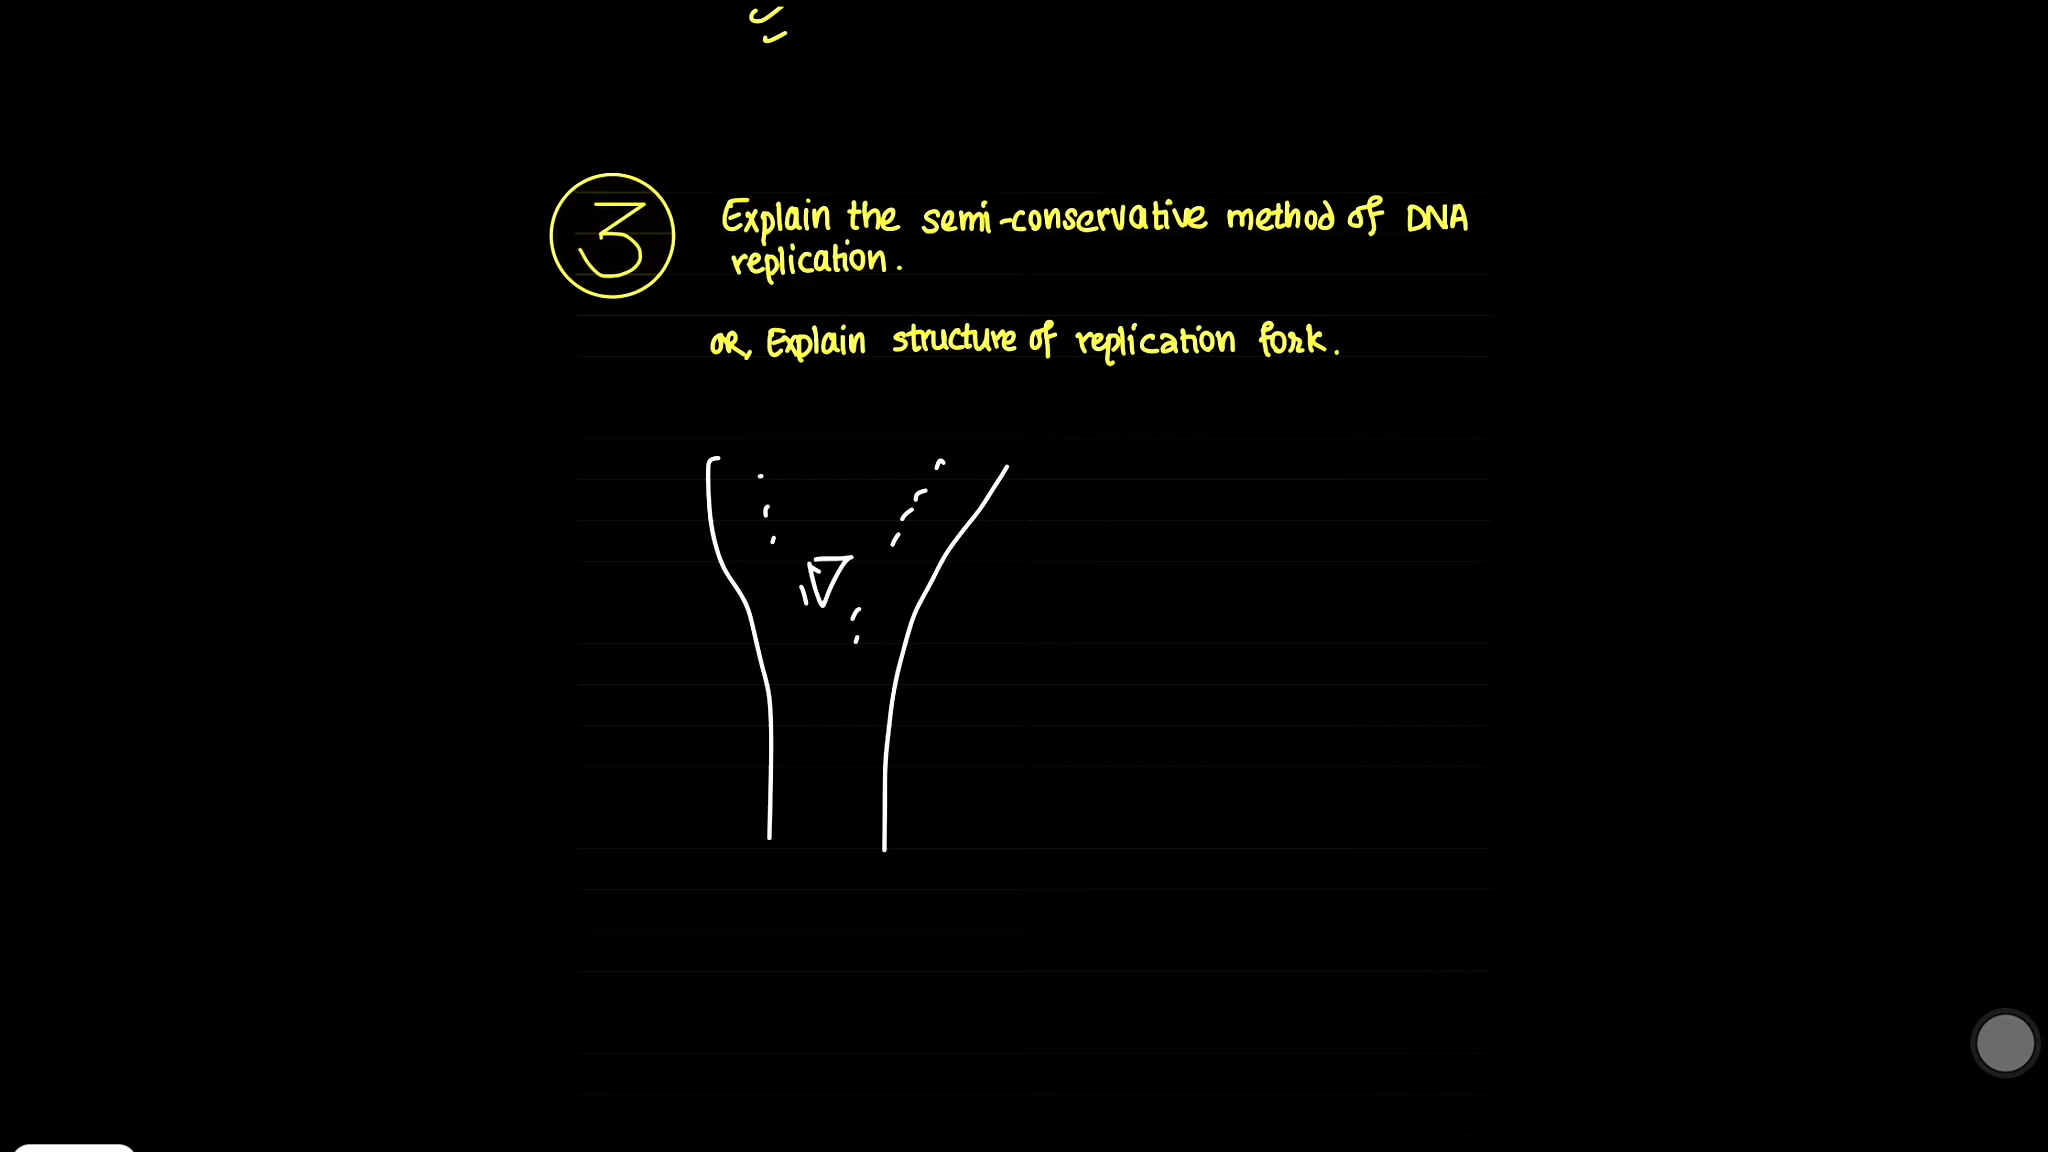 3
Explain the semi-conservative method of DNA
replication.
OR, Explain structure of replication fork.